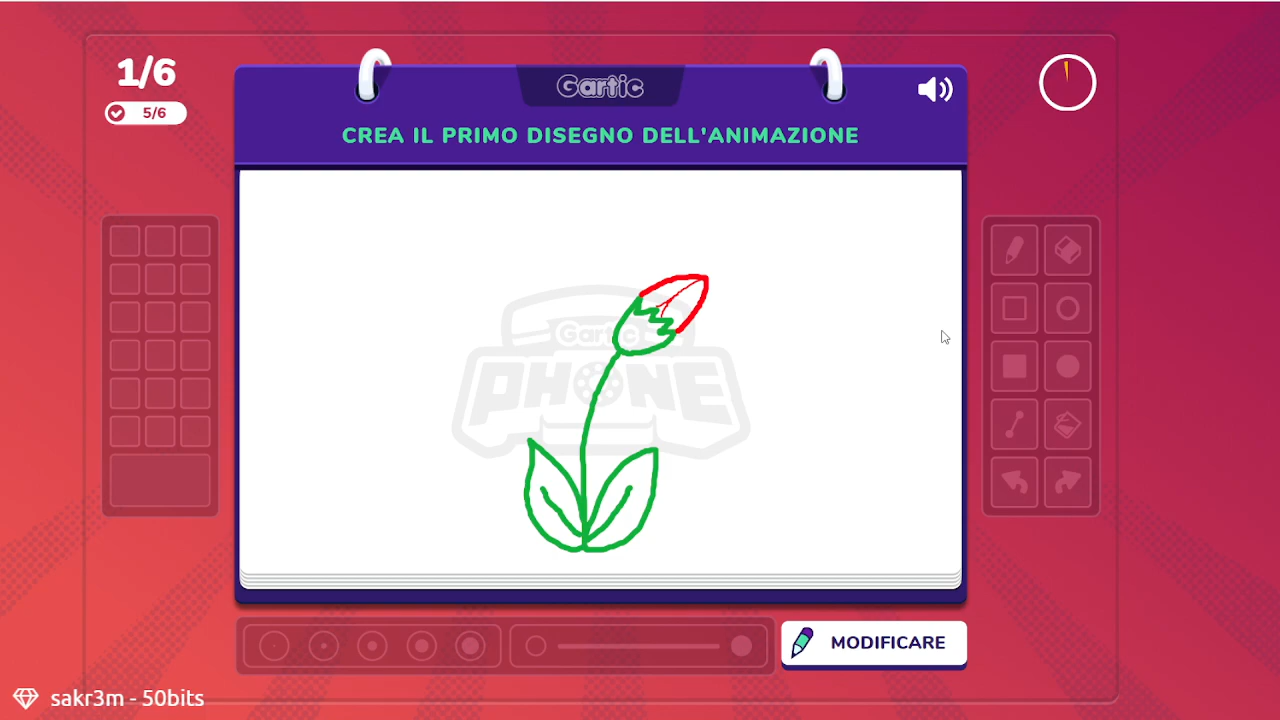 1/6
5/6
Gartic
CREA IL PRIMO DISEGNO DELL'ANIMAZIONE
Gartic
PHONE
MODIFICARE
sakr3m - 50bits